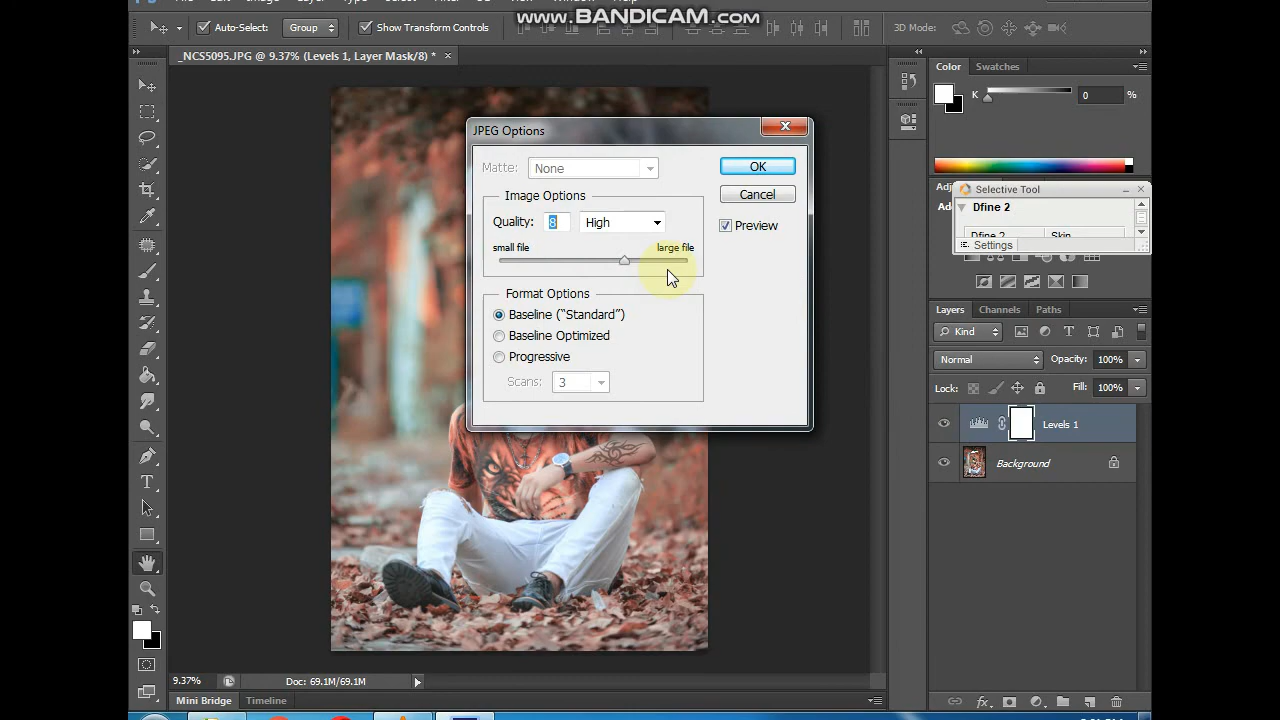 www.BANDICAM.com
Auto-Select: Group Show Transform Controls 3D Mode:
_NCS5095.JPG @ 9.37% (Levels 1, Layer Mask/8) * ×
Color Swatches
K 0 %
JPEG Options
Matte: None
OK
Image Options
Cancel
Quality: 8 High
Preview
small file large file
Format Options
Baseline ("Standard")
Baseline Optimized
Progressive
Scans: 3
Selective Tool
Dfine 2
Dfine 2 Skin
Settings
Layers Channels Paths
Kind
Normal Opacity: 100%
Lock: Fill: 100%
Levels 1
Background
9.37% Doc: 69.1M/69.1M
Mini Bridge Timeline